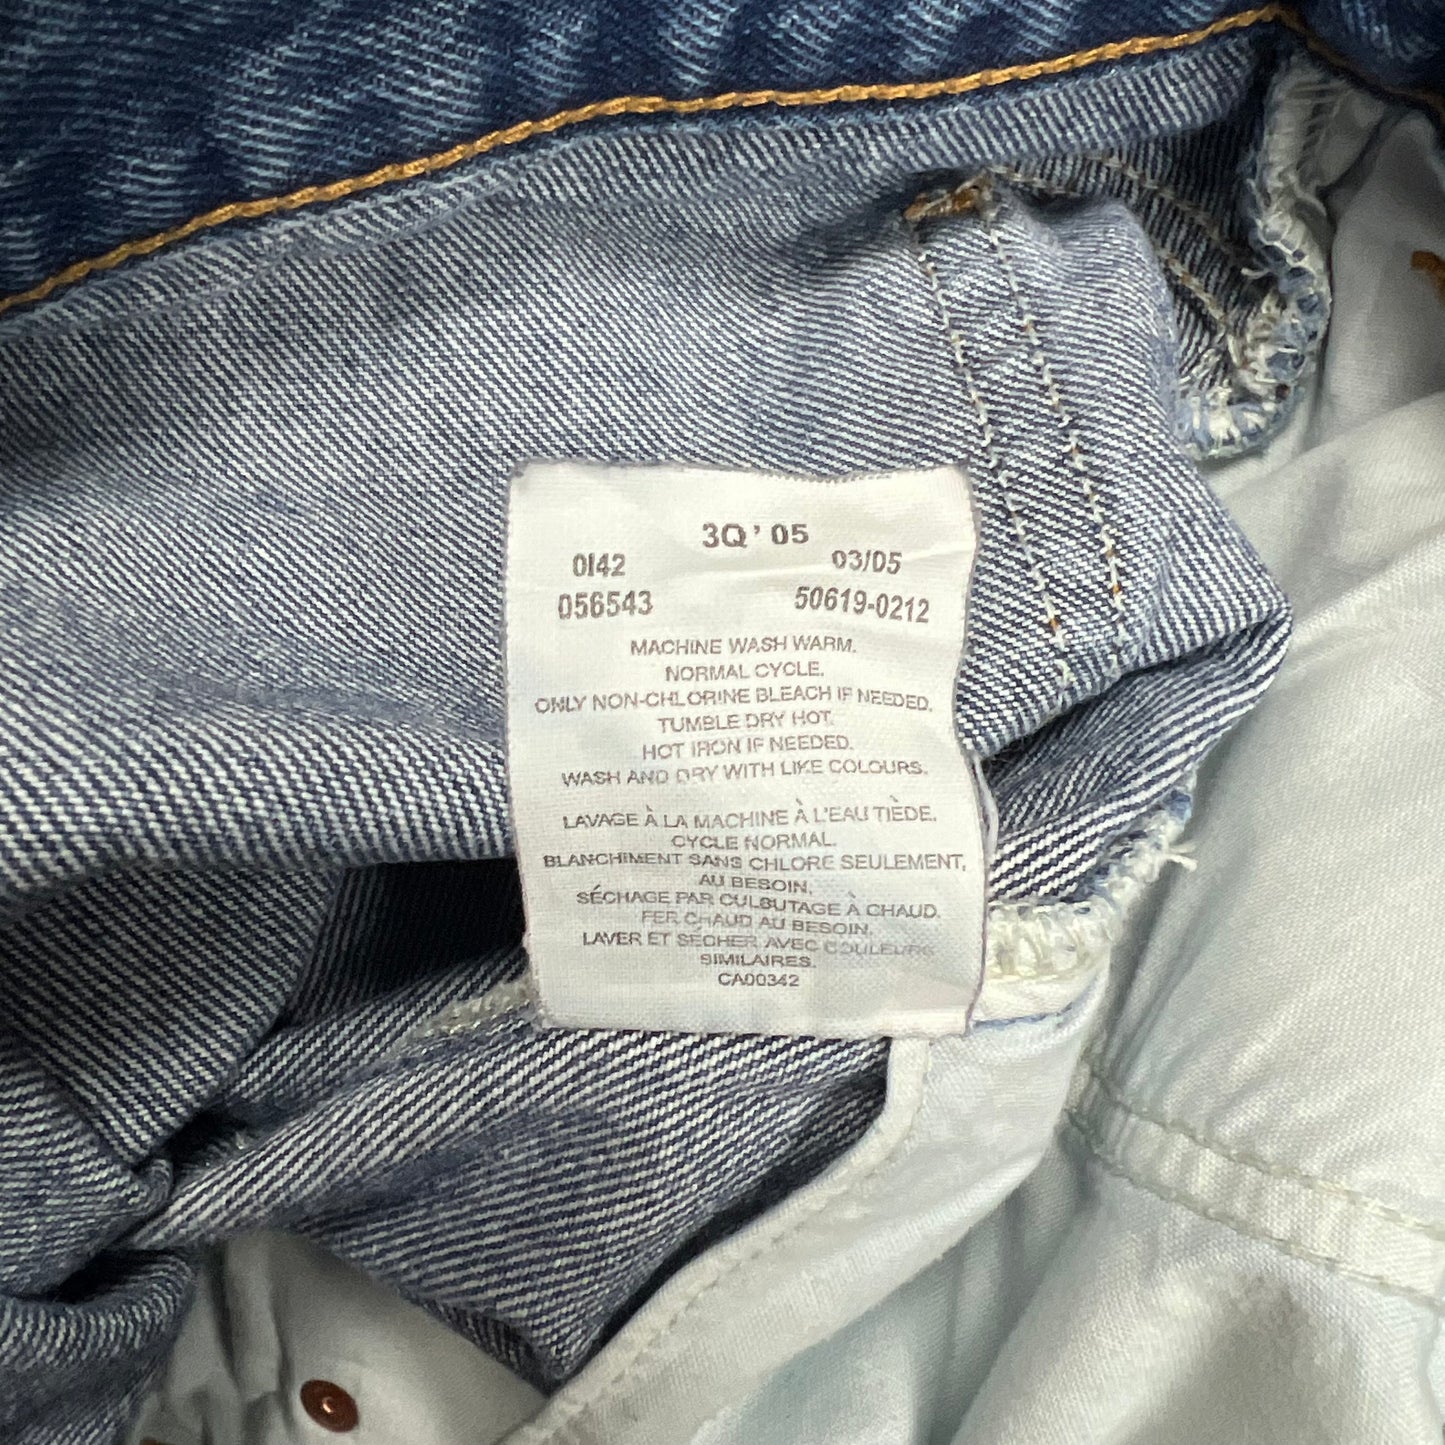 3Q ' 05
0142 03/05
056543 50619-0212
MACHINE WASH WARM.
NORMAL CYCLE.
ONLY NON-CHLORINE BLEACH IF NEEDED.
TUMBLE DRY HOT.
HOT IRON IF NEEDED.
WASH AND DRY WITH LIKE COLOURS.
LAVAGE À LA MACHINE À L'EAU TIÈDE.
CYCLE NORMAL.
BLANCHIMENT SANS CHLORE SEULEMENT,
AU BESOIN.
SÉCHAGE PAR CULBUTAGE À CHAUD.
FER CHAUD AU BESOIN.
LAVER ET SÉCHER AVEC COULEURS
SIMILAIRES.
CA00342